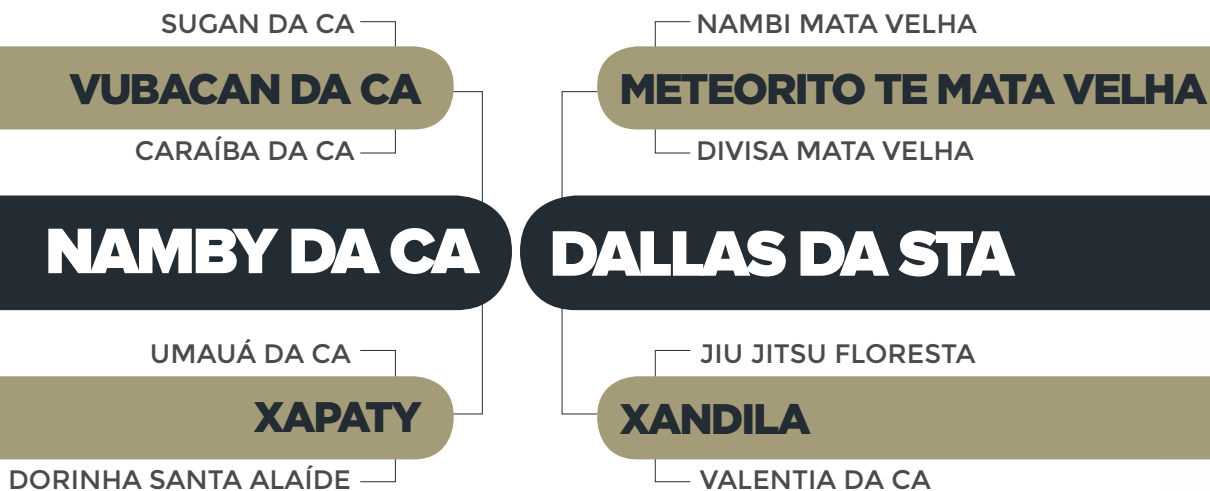 SUGAN DA CA
VUBACAN DA CA
CARAÍBA DA CA
NAMBY DA CA
UMAUÁ DA CA
XAPATY
DORINHA SANTA ALAÍDE
NAMBI MATA VELHA
METEORITO TE MATA VELHA
DIVISA MATA VELHA
DALLAS DA STA
JIU JITSU FLORESTA
XANDILA
VALENTIA DA CA